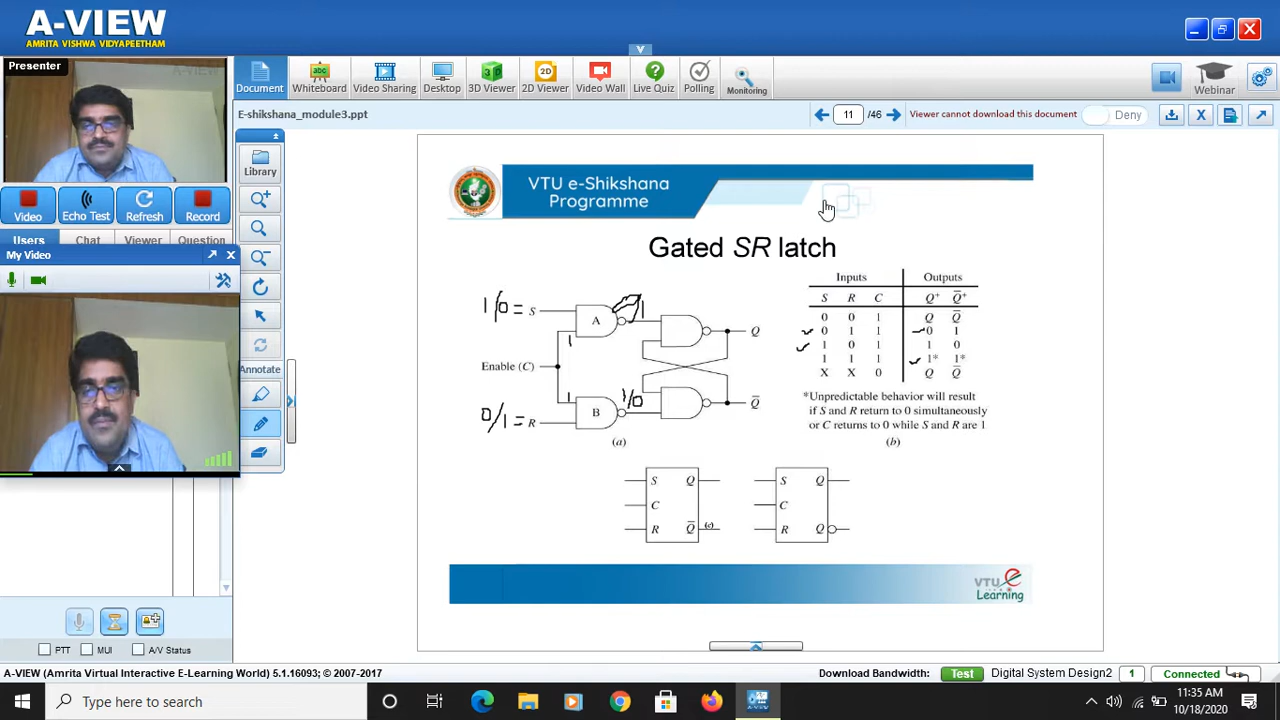 A-VIEW
AMRITA VISHWA VIDYAPEETHAM
Presenter
A-VIEW
Document
Whiteboard
Video Sharing
Desktop
3D Viewer
2D Viewer
Video Wall
Live Quiz
Polling
Monitoring
Webinar
E-shikshana_module3.ppt
11 /46
Viewer cannot download this document
Deny
Library
Video
Echo Test
Refresh
Record
Users
Chat
Viewer
Question
My Video
Annotate
VTU e-Shikshana
Programme
Gated SR latch
1/0 = S
A
1
1
Q
Enable (C)
1
1/0
0/1 = R
B
Q̅
(a)
Inputs Outputs
S R C Q⁺ Q̅⁺
0 0 1 Q Q̅
0 1 1 0 1
1 0 1 1 0
1 1 1 1* 1*
X X 0 Q Q̅
*Unpredictable behavior will result
if S and R return to 0 simultaneously
or C returns to 0 while S and R are 1
(b)
S Q
C
R Q̅
(c)
S Q
C
R Q
VTU
Learning
PTT
MUI
A/V Status
A-VIEW (Amrita Virtual Interactive E-Learning World) 5.1.16093; © 2007-2017
Download Bandwidth:
Test
Digital System Design2
1
Connected
Type here to search
11:35 AM
10/18/2020